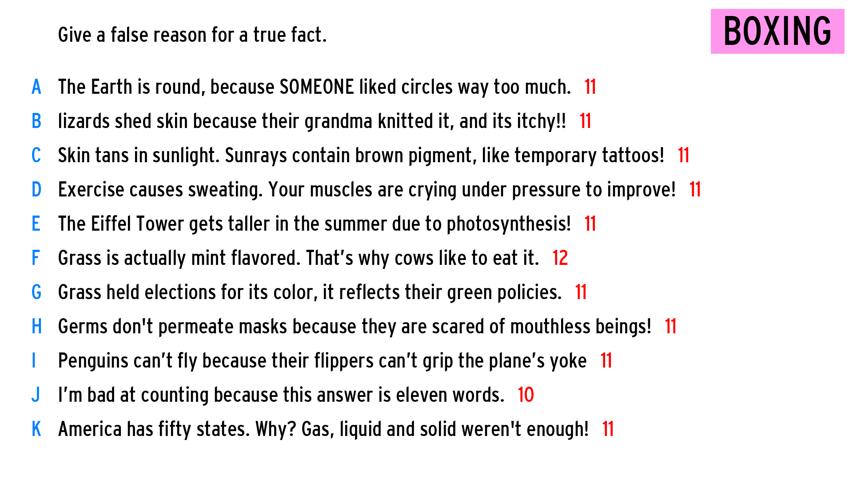 Give a false reason for a true fact.
BOXING
A The Earth is round, because SOMEONE liked circles way too much. 11
B lizards shed skin because their grandma knitted it, and its itchy!! 11
C Skin tans in sunlight. Sunrays contain brown pigment, like temporary tattoos! 11
D Exercise causes sweating. Your muscles are crying under pressure to improve! 11
E The Eiffel Tower gets taller in the summer due to photosynthesis! 11
F Grass is actually mint flavored. That's why cows like to eat it. 12
G Grass held elections for its color, it reflects their green policies. 11
H Germs don't permeate masks because they are scared of mouthless beings! 11
I Penguins can't fly because their flippers can't grip the plane's yoke 11
J I'm bad at counting because this answer is eleven words. 10
K America has fifty states. Why? Gas, liquid and solid weren't enough! 11